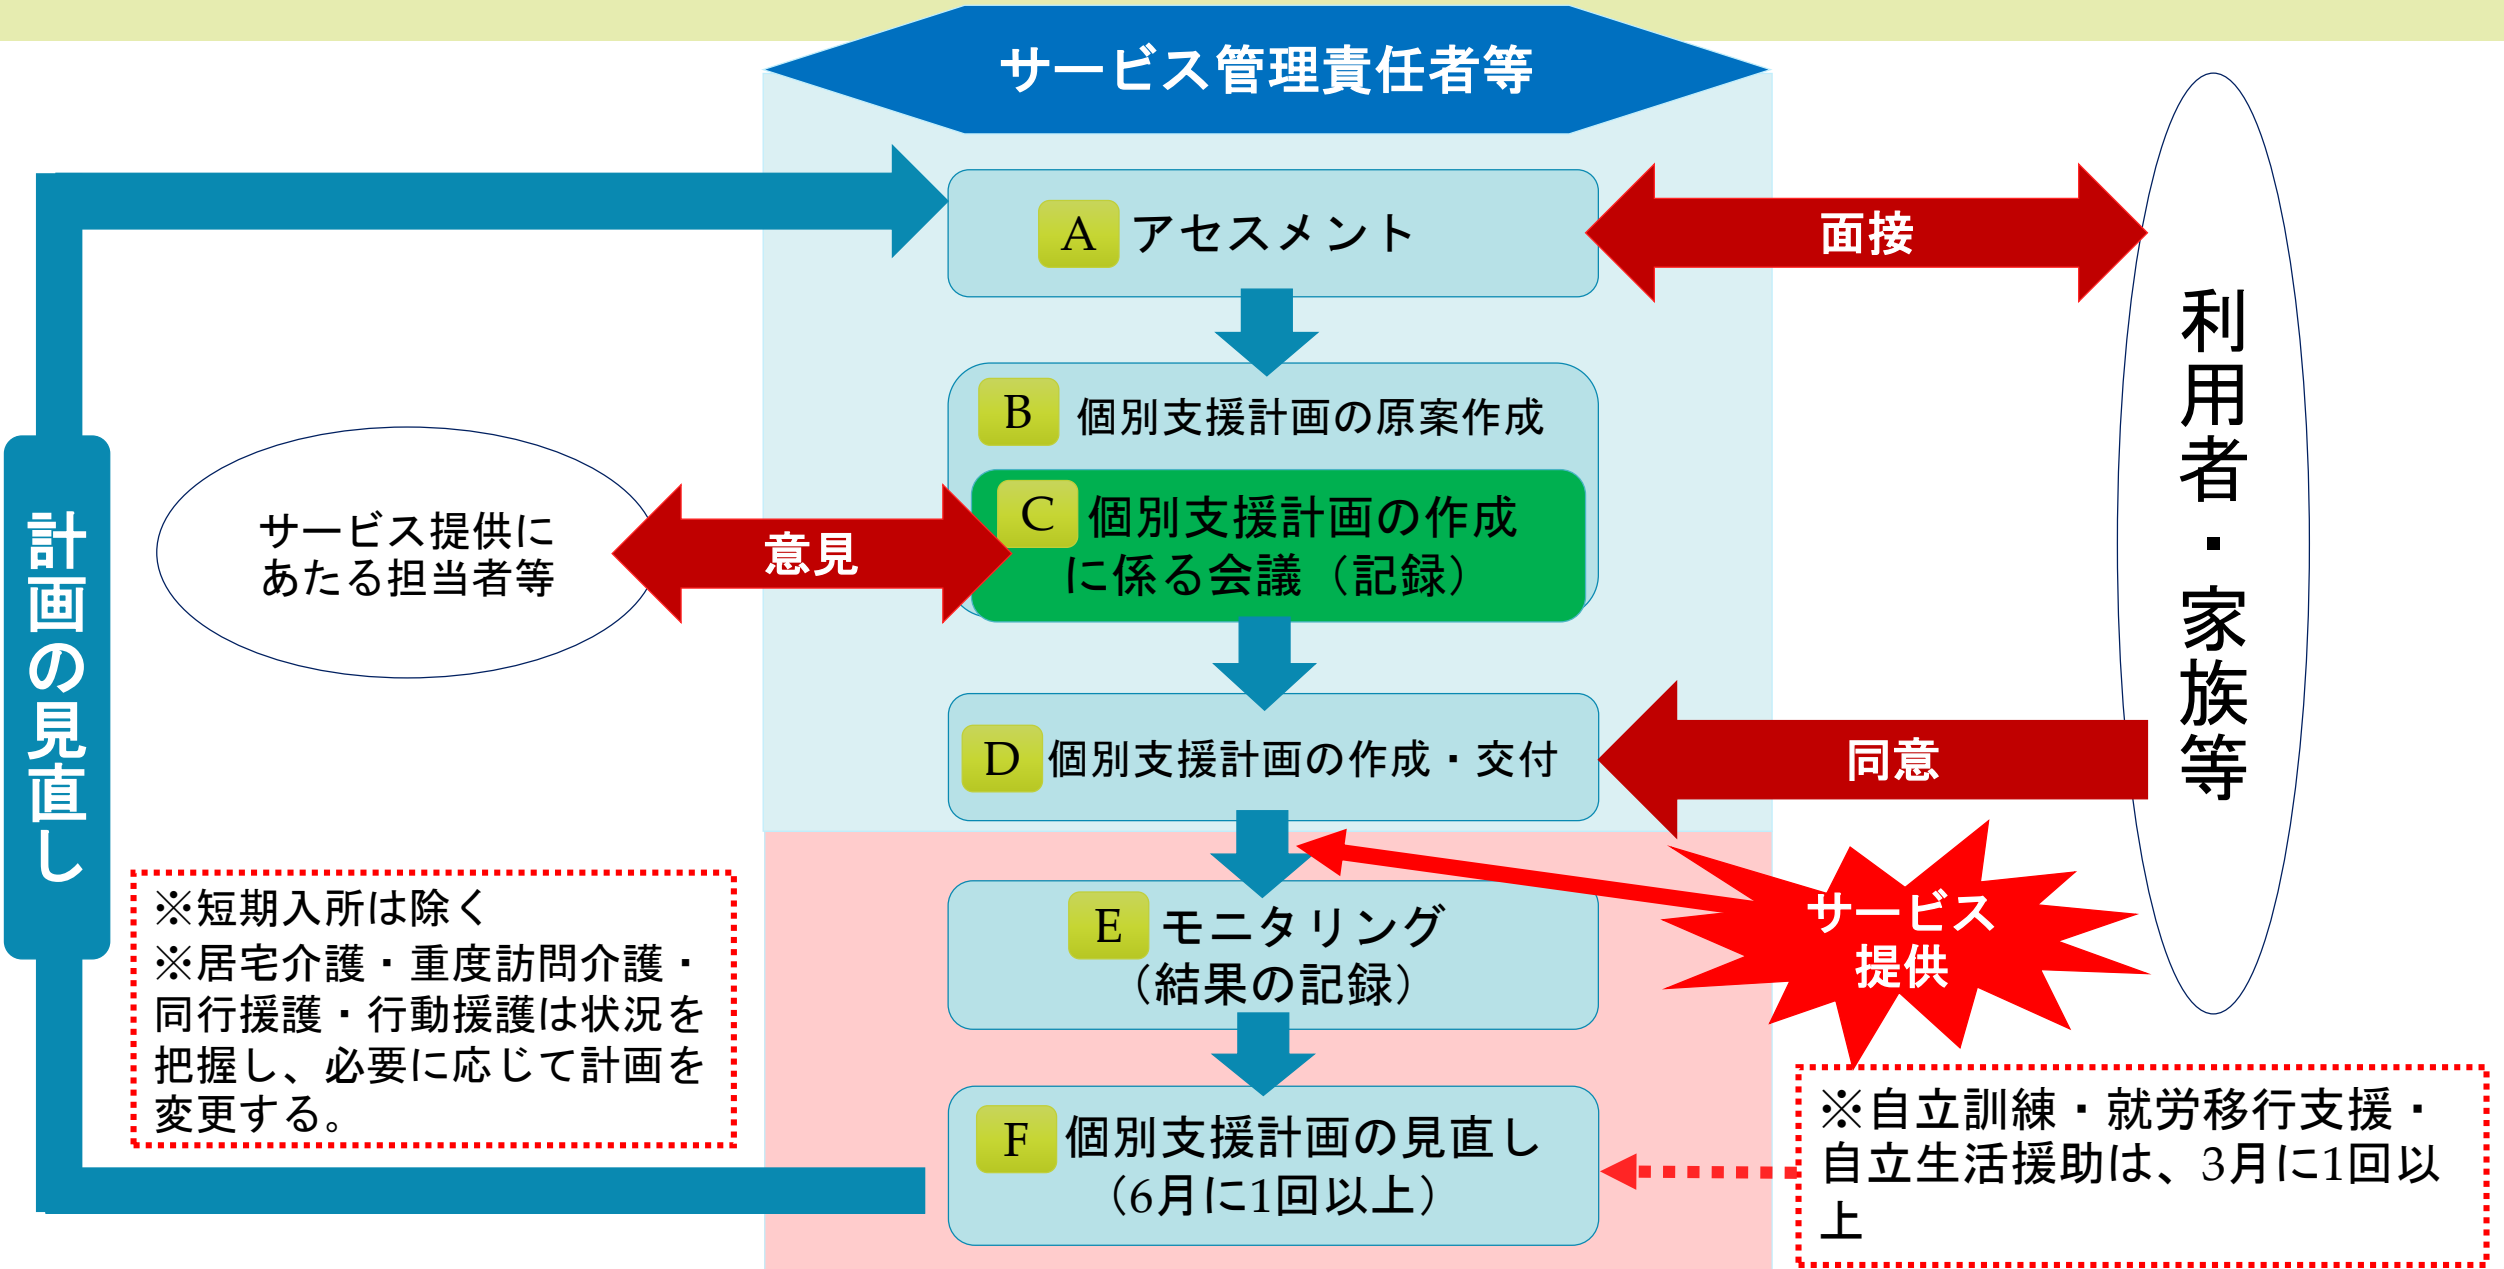 サービス管理責任者等
A アセスメント
面接
B 個別支援計画の原案作成
C 個別支援計画の作成
に係る会議（記録）
意見
サービス提供に
あたる担当者等
D 個別支援計画の作成・交付
同意
利用者・家族等
計画の見直し
サービス
提供
E モニタリング
（結果の記録）
F 個別支援計画の見直し
（6月に1回以上）
※短期入所は除く
※居宅介護・重度訪問介護・
同行援護・行動援護は状況を
把握し、必要に応じて計画を
変更する。
※自立訓練・就労移行支援・
自立生活援助は、3月に1回以
上